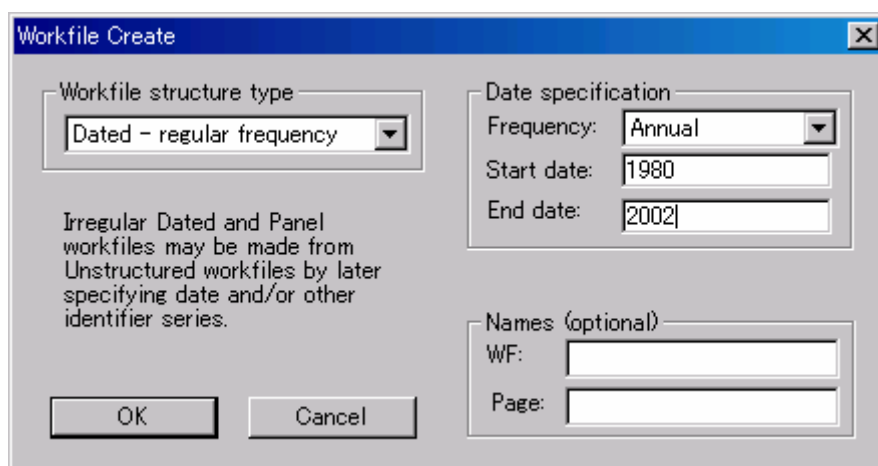 Workfile Create
Workfile structure type
Dated - regular frequency
Irregular Dated and Panel
workfiles may be made from
Unstructured workfiles by later
specifying date and/or other
identifier series.
OK
Cancel
Date specification
Frequency: Annual
Start date: 1980
End date: 2002
Names (optional)
WF:
Page: